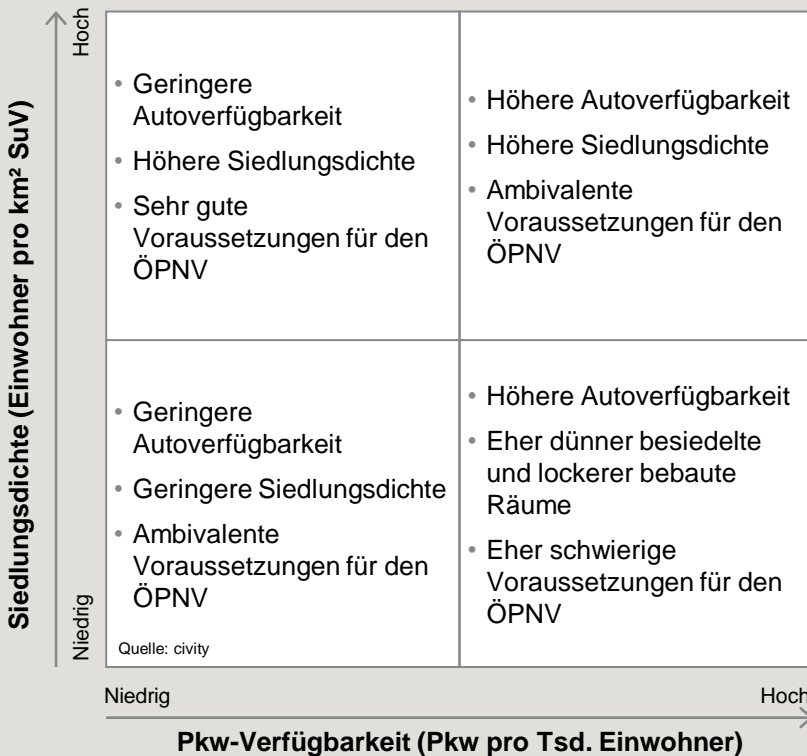 Siedlungsdichte (Einwohner pro km² SuV)
Hoch
Niedrig
• Geringere
Autoverfügbarkeit
• Höhere Siedlungsdichte
• Sehr gute
Voraussetzungen für den
ÖPNV
• Höhere Autoverfügbarkeit
• Höhere Siedlungsdichte
• Ambivalente
Voraussetzungen für den
ÖPNV
• Geringere
Autoverfügbarkeit
• Geringere Siedlungsdichte
• Ambivalente
Voraussetzungen für den
ÖPNV
Quelle: civity
• Höhere Autoverfügbarkeit
• Eher dünner besiedelte
und lockerer bebaute
Räume
• Eher schwierige
Voraussetzungen für den
ÖPNV
Niedrig
Hoch
Pkw-Verfügbarkeit (Pkw pro Tsd. Einwohner)